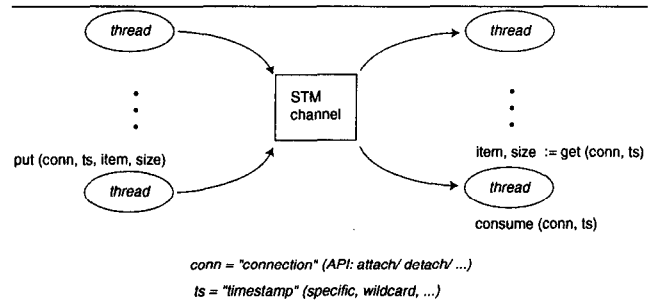 thread
thread
STM
channel
put (conn, ts, item, size)
item, size := get (conn, ts)
thread
thread
consume (conn, ts)
conn = "connection" (API: attach/ detach/ ...)
ts = "timestamp" (specific, wildcard, ...)